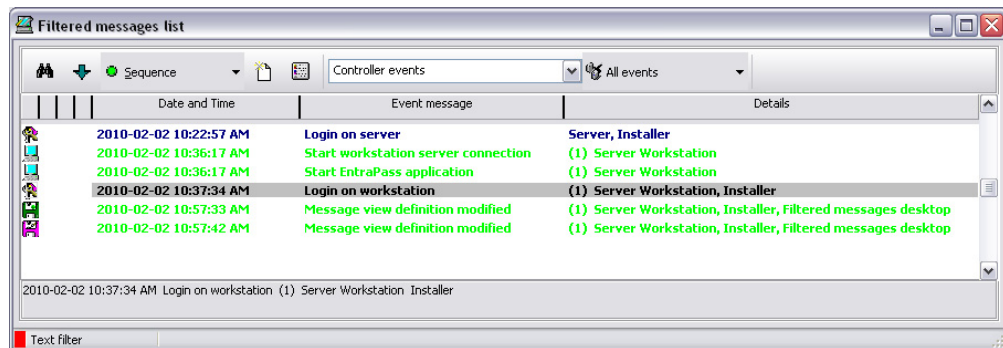 Filtered messages list
Sequence Controller events All events
Date and Time Event message Details
2010-02-02 10:22:57 AM Login on server Server, Installer
2010-02-02 10:36:17 AM Start workstation server connection (1) Server Workstation
2010-02-02 10:36:17 AM Start EntraPass application (1) Server Workstation
2010-02-02 10:37:34 AM Login on workstation (1) Server Workstation, Installer
2010-02-02 10:57:33 AM Message view definition modified (1) Server Workstation, Installer, Filtered messages desktop
2010-02-02 10:57:42 AM Message view definition modified (1) Server Workstation, Installer, Filtered messages desktop
2010-02-02 10:37:34 AM Login on workstation (1) Server Workstation Installer
Text filter